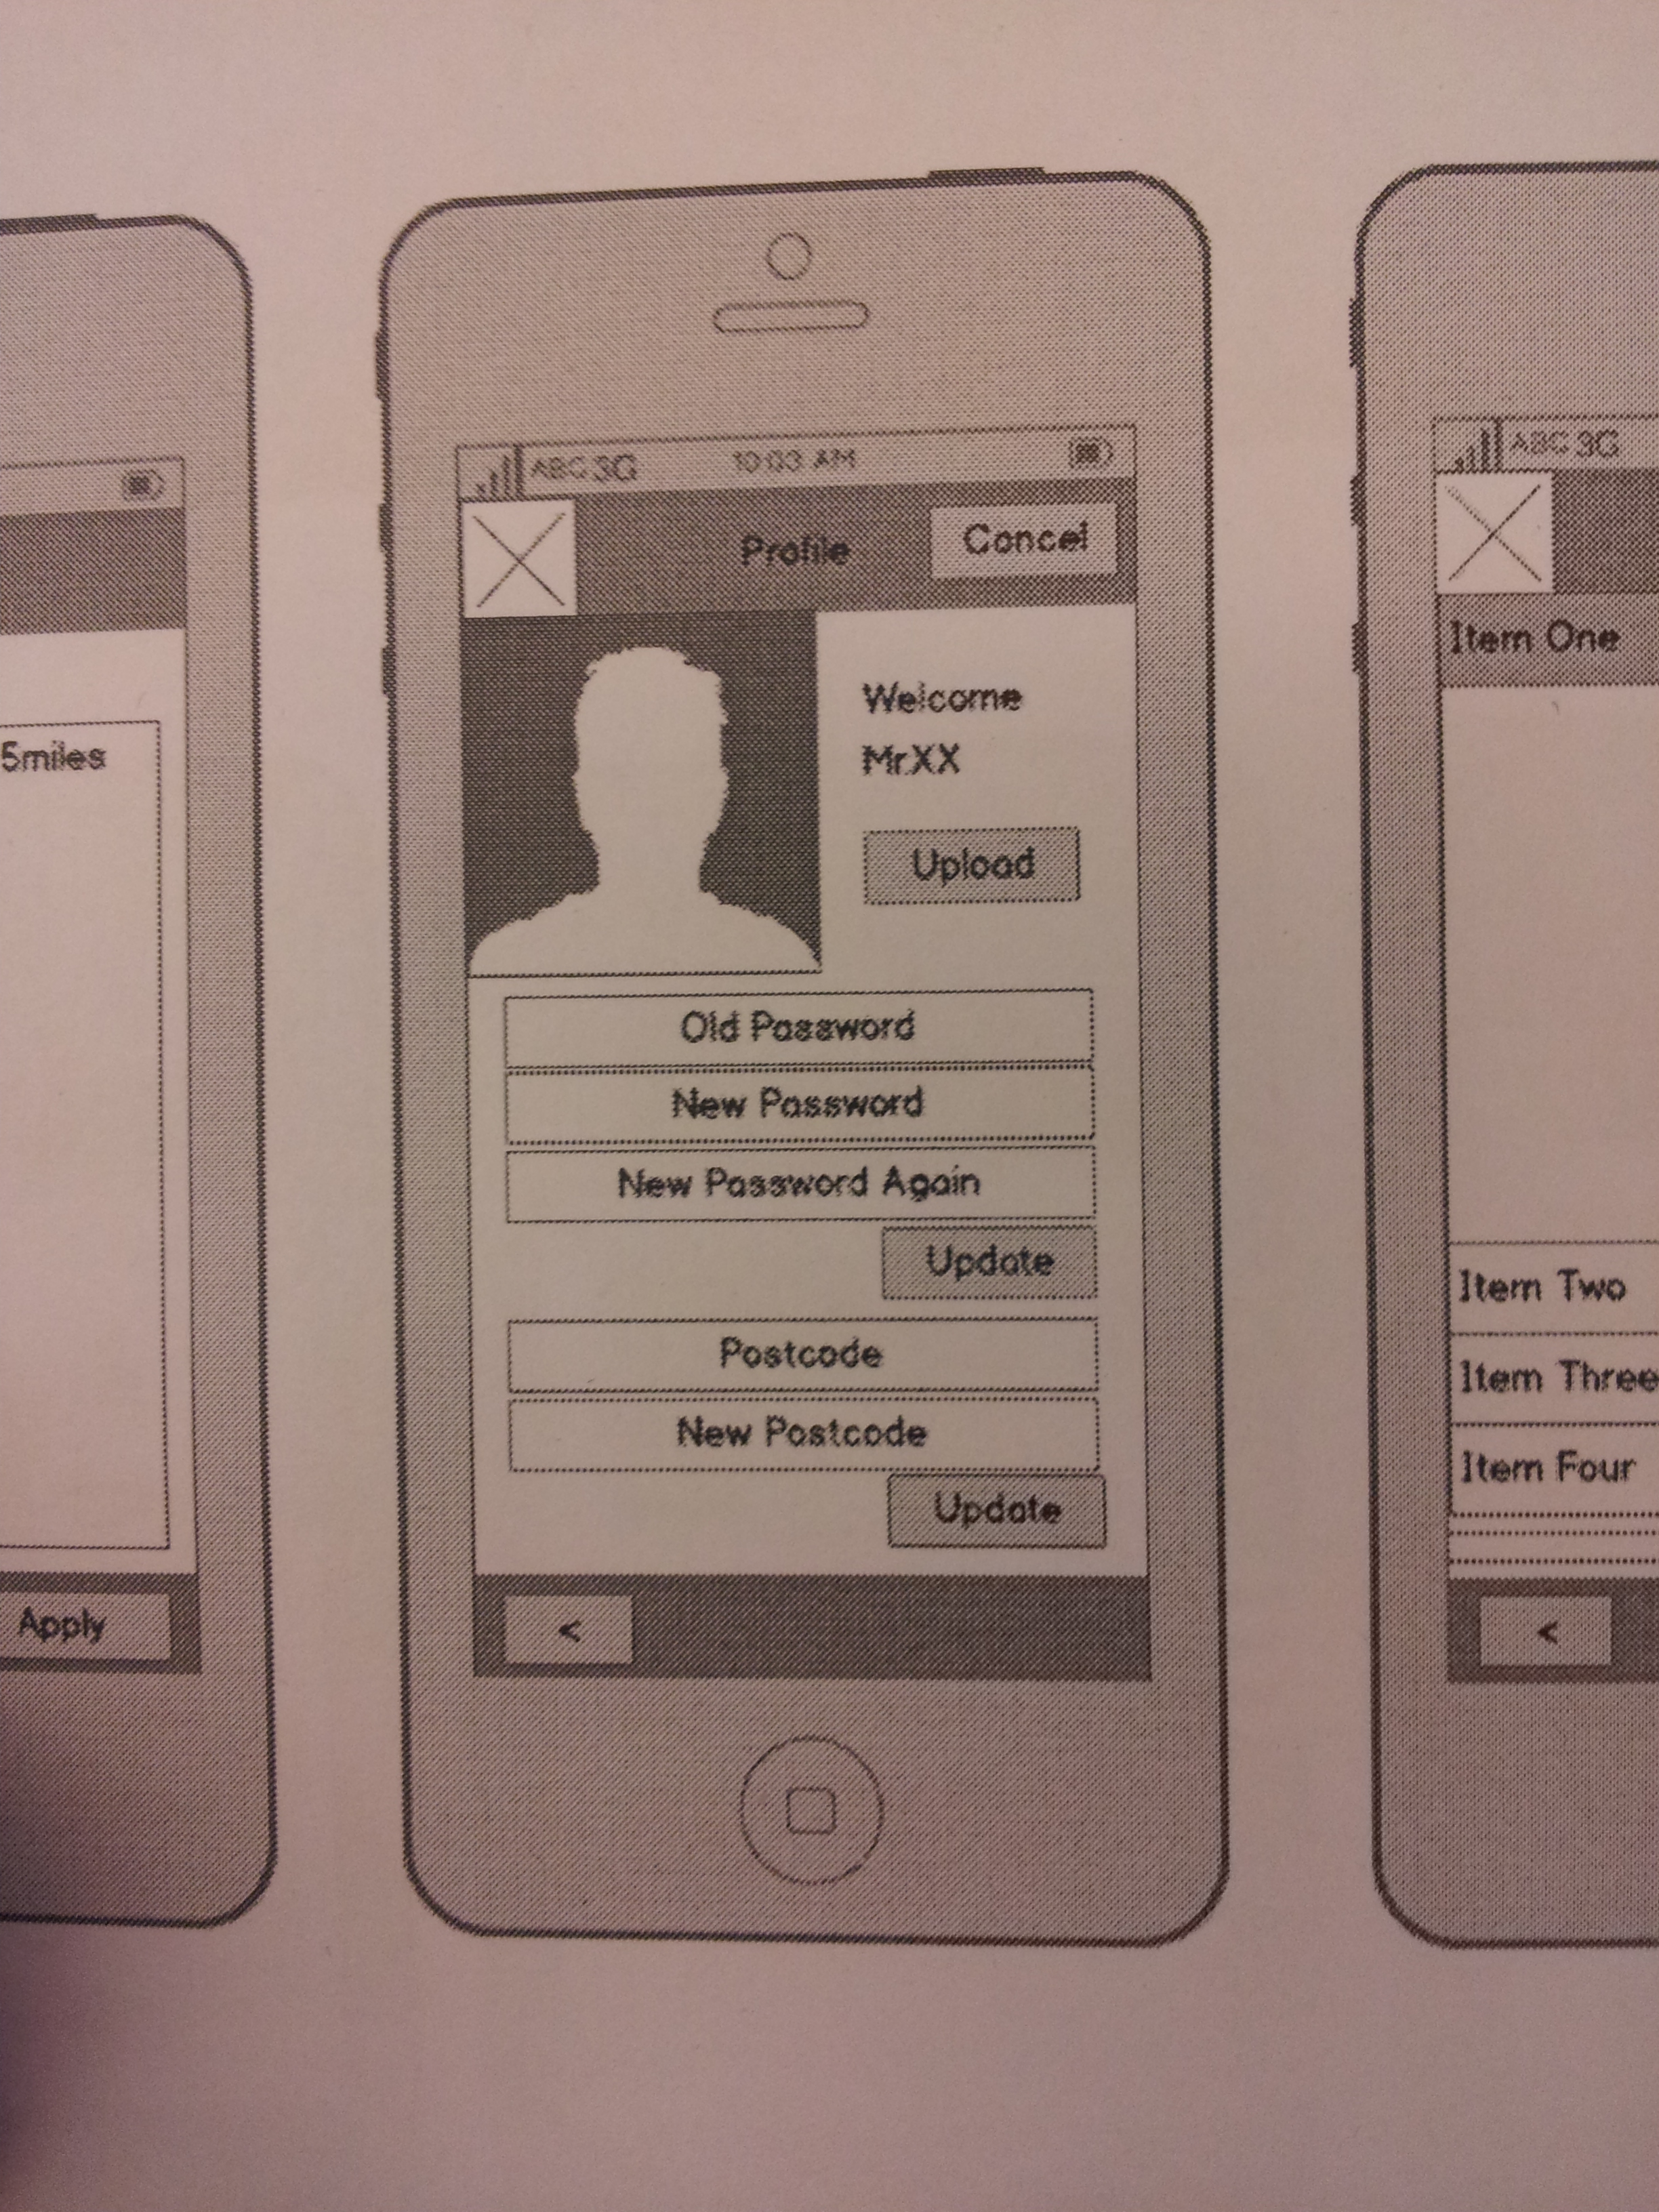 5miles
Apply
ABC 3G 10:03 AM
Profile Cancel
Welcome
Mr.XX
Upload
Old Password
New Password
New Password Again
Update
Postcode
New Postcode
Update
<
ABC 3G
Item One
Item Two
Item Three
Item Four
<